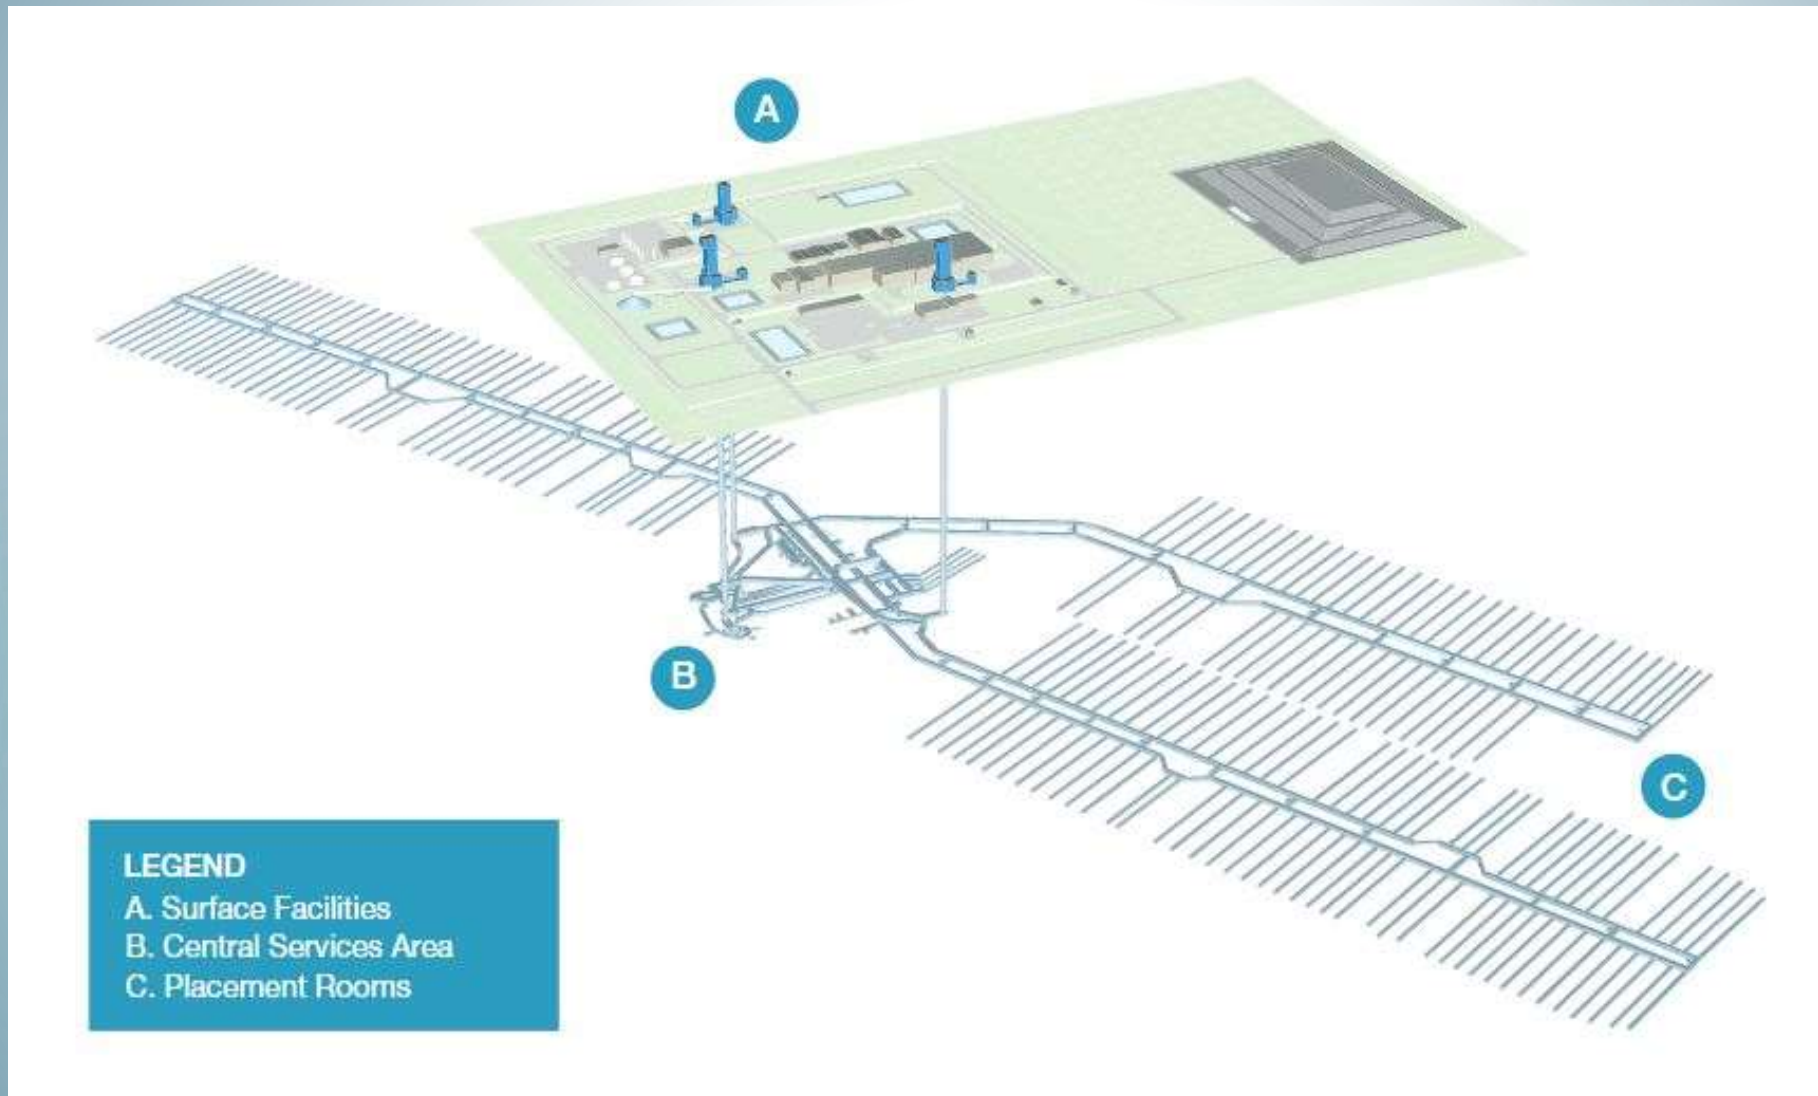 A
B
C
LEGEND
A. Surface Facilities
B. Central Services Area
C. Placement Rooms